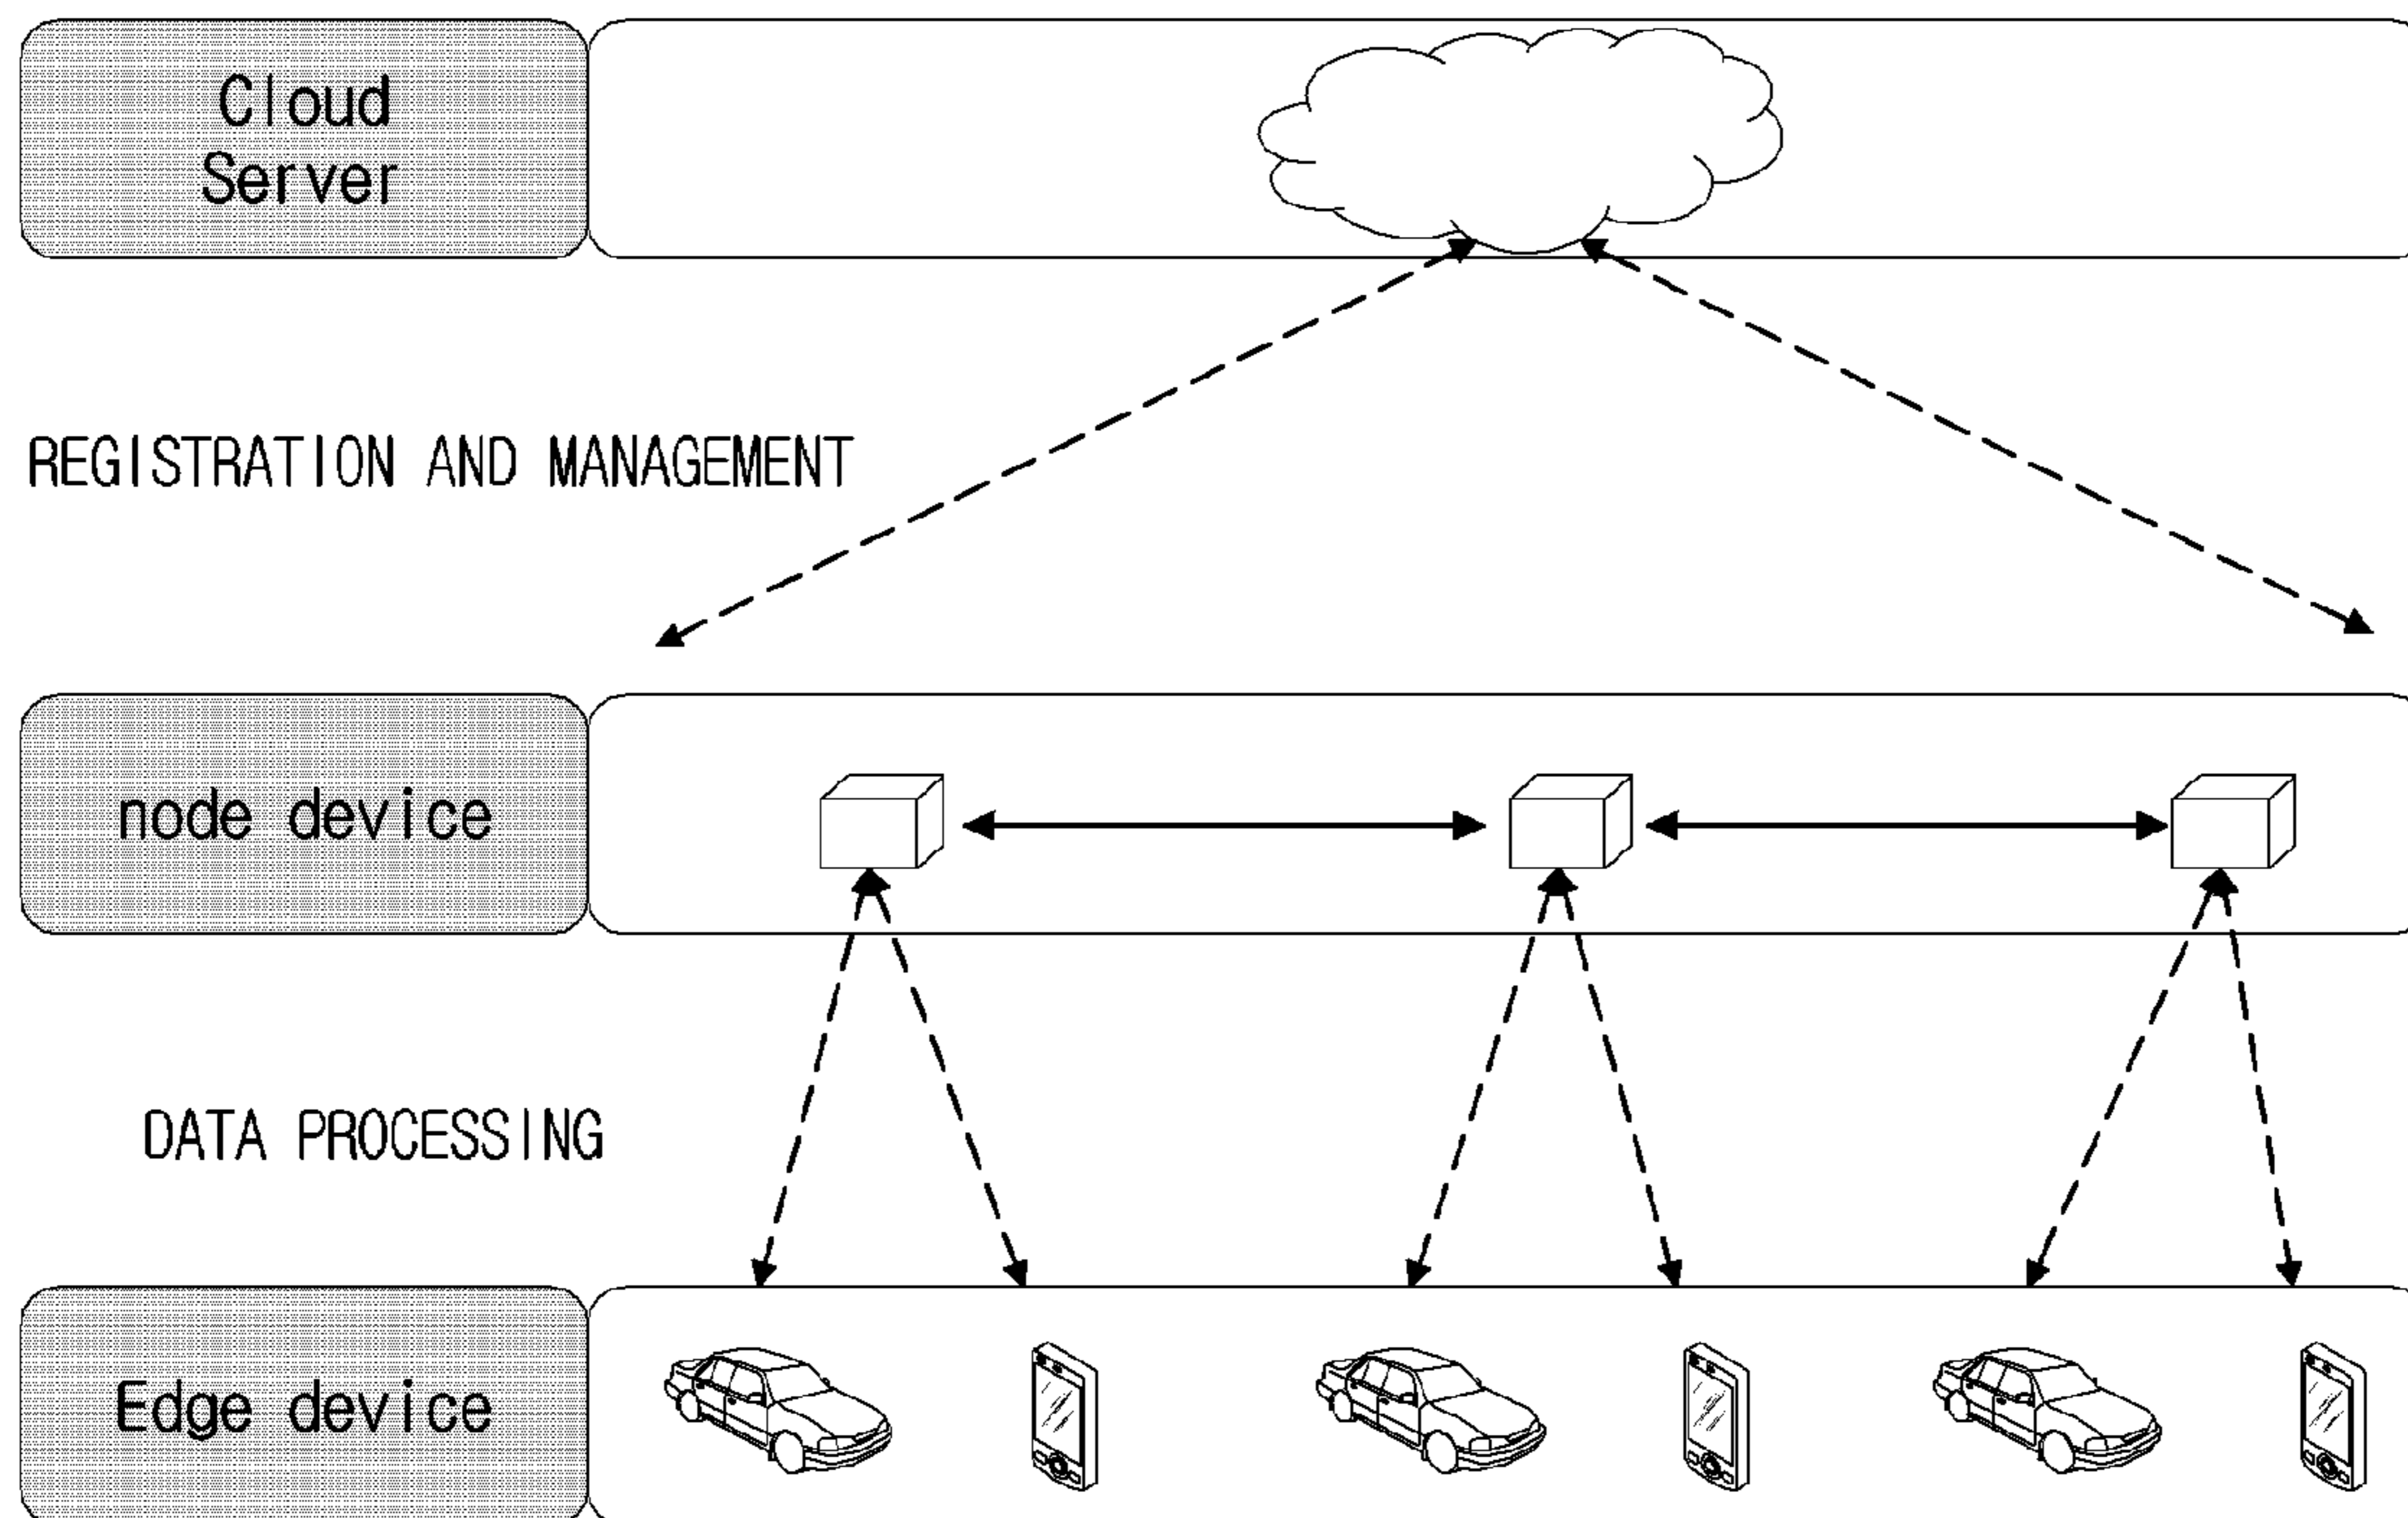 Cloud
Server
REGISTRATION AND MANAGEMENT
node device
DATA PROCESSING
Edge device